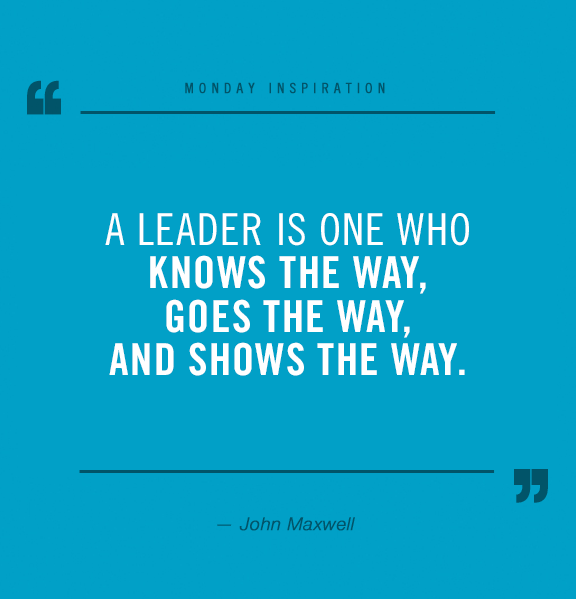 “
MONDAY INSPIRATION
A LEADER IS ONE WHO
KNOWS THE WAY,
GOES THE WAY,
AND SHOWS THE WAY.
”
— John Maxwell